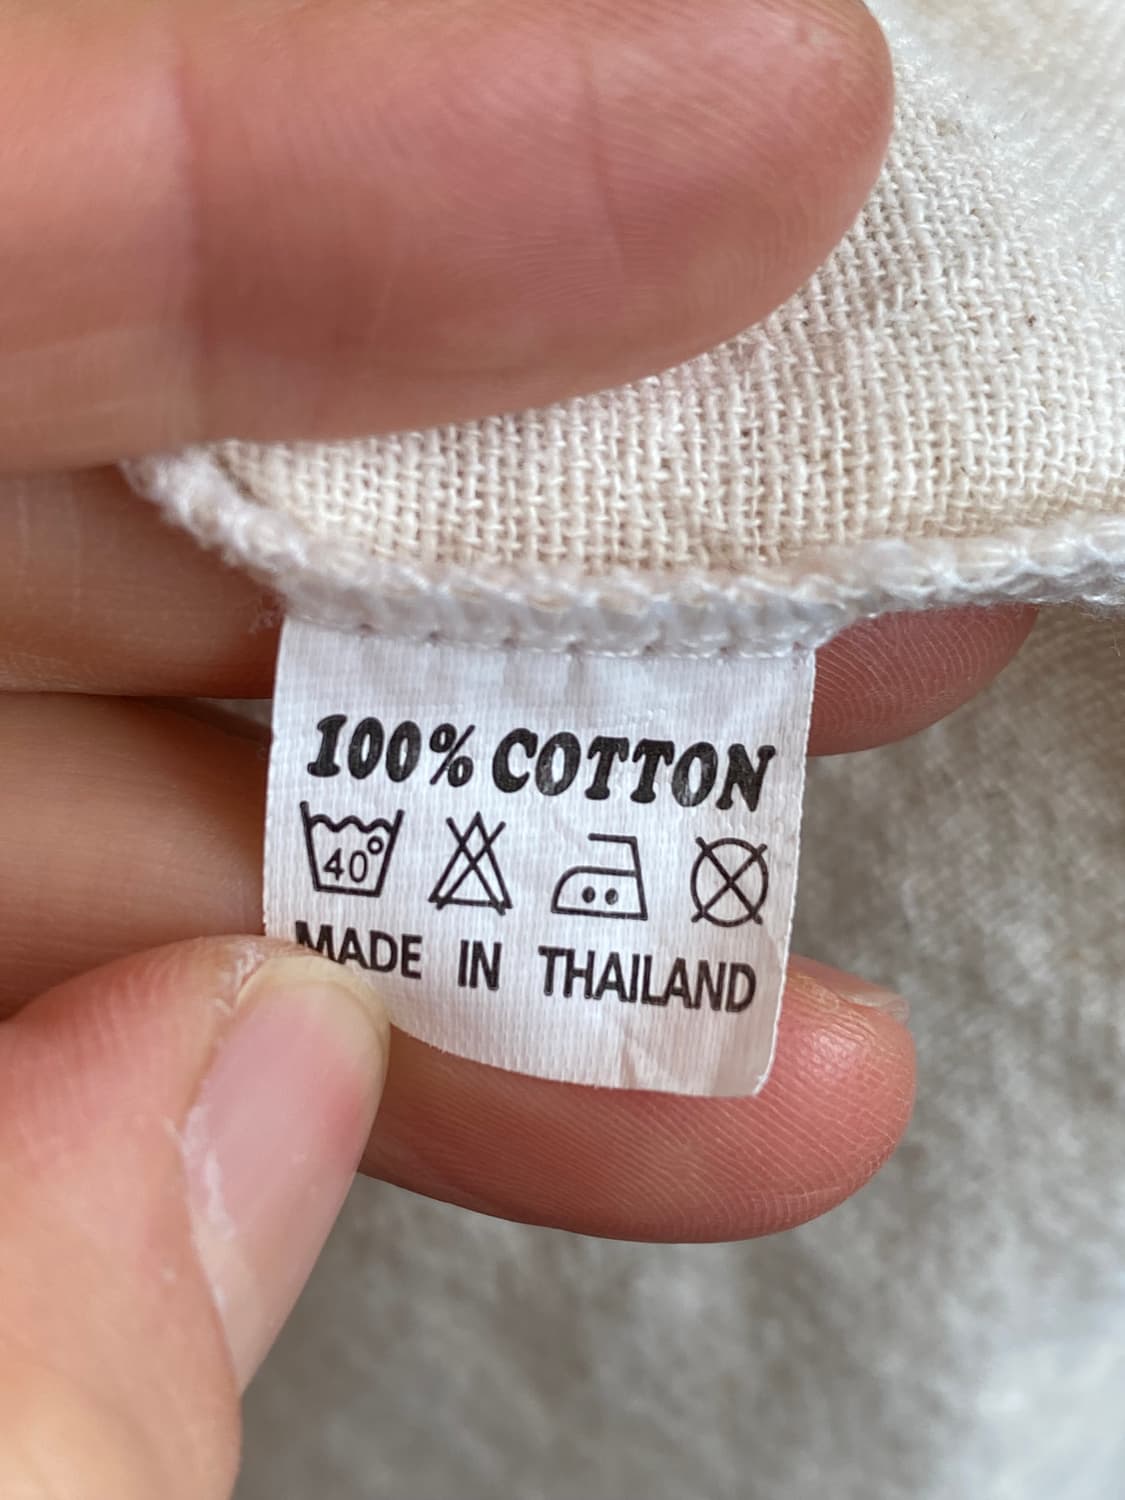 100% COTTON
40°
MADE IN THAILAND